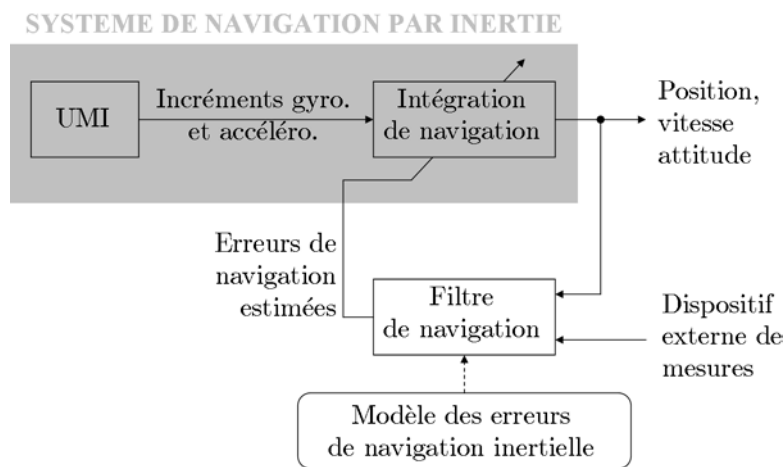 SYSTEME DE NAVIGATION PAR INERTIE
UMI
Incréments gyro.
et accéléro.
Intégration
de navigation
Position,
vitesse
attitude
Erreurs de
navigation
estimées
Filtre
de navigation
Dispositif
externe de
mesures
Modèle des erreurs
de navigation inertielle